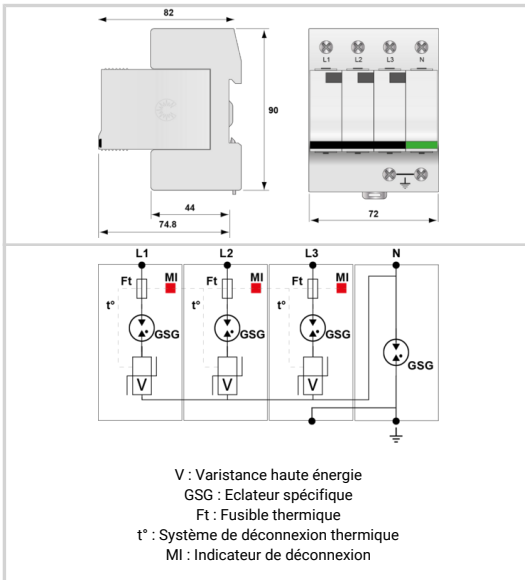 82
L1 L2 L3 N
C
90
44
74.8
72
L1 L2 L3 N
Ft MI Ft MI Ft MI
t° t° t°
GSG GSG GSG
GSG
V V V
V : Varistance haute énergie
GSG : Eclateur spécifique
Ft : Fusible thermique
t° : Système de déconnexion thermique
MI : Indicateur de déconnexion